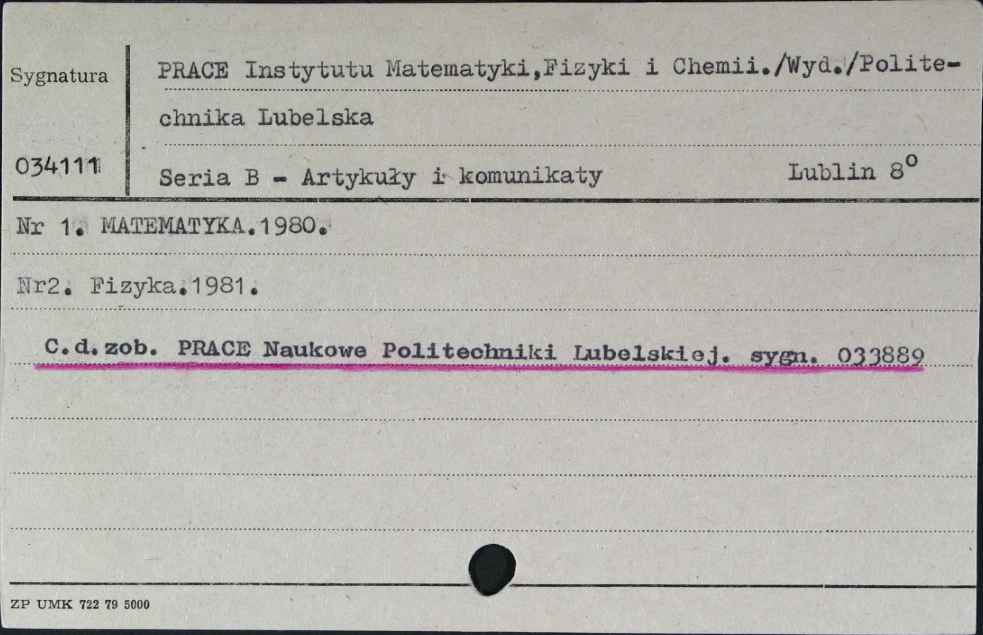 Sygnatura
PRACE Instytutu Matematyki,Fizyki i Chemii./Wyd./Polite-
chnika Lubelska
034111
Seria B - Artykuły i komunikaty Lublin 8°
Nr 1. MATEMATYKA.1980.
Nr2. Fizyka.1981.
C.d.zob. PRACE Naukowe Politechniki Lubelskiej. sygn. 033889
ZP UMK 722 79 5000